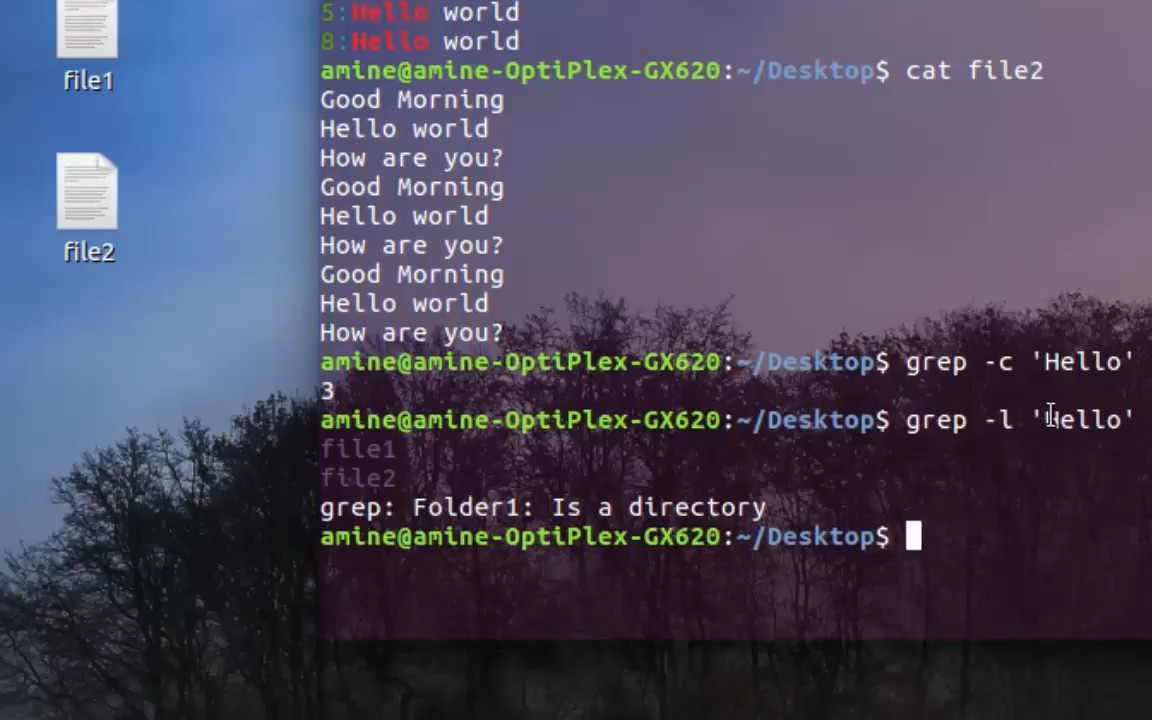 file1
file2
5:Hello world
8:Hello world
amine@amine-OptiPlex-GX620:~/Desktop$ cat file2
Good Morning
Hello world
How are you?
Good Morning
Hello world
How are you?
Good Morning
Hello world
How are you?
amine@amine-OptiPlex-GX620:~/Desktop$ grep -c 'Hello'
3
amine@amine-OptiPlex-GX620:~/Desktop$ grep -l 'Hello'
file1
file2
grep: Folder1: Is a directory
amine@amine-OptiPlex-GX620:~/Desktop$